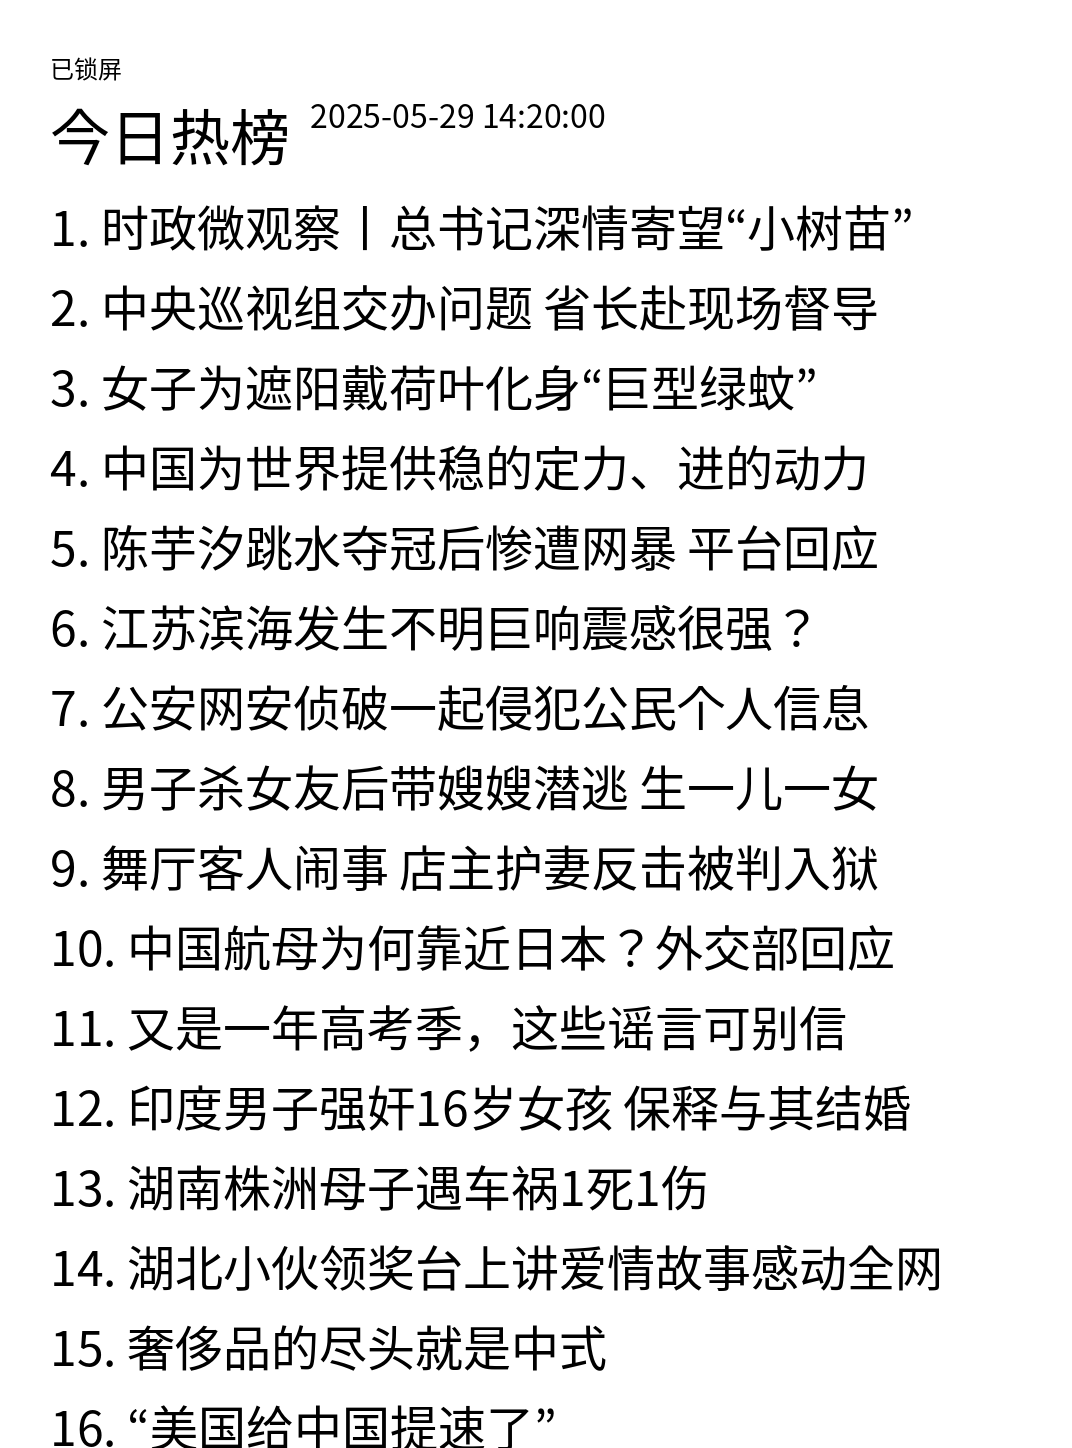 已锁屏
今日热榜 2025-05-29 14:20:00
1. 时政微观察丨总书记深情寄望“小树苗”
2. 中央巡视组交办问题 省长赴现场督导
3. 女子为遮阳戴荷叶化身“巨型绿蚊”
4. 中国为世界提供稳的定力、进的动力
5. 陈芋汐跳水夺冠后惨遭网暴 平台回应
6. 江苏滨海发生不明巨响震感很强？
7. 公安网安侦破一起侵犯公民个人信息
8. 男子杀女友后带嫂嫂潜逃 生一儿一女
9. 舞厅客人闹事 店主护妻反击被判入狱
10. 中国航母为何靠近日本？外交部回应
11. 又是一年高考季，这些谣言可别信
12. 印度男子强奸16岁女孩 保释与其结婚
13. 湖南株洲母子遇车祸1死1伤
14. 湖北小伙领奖台上讲爱情故事感动全网
15. 奢侈品的尽头就是中式
16. “美国给中国提速了”